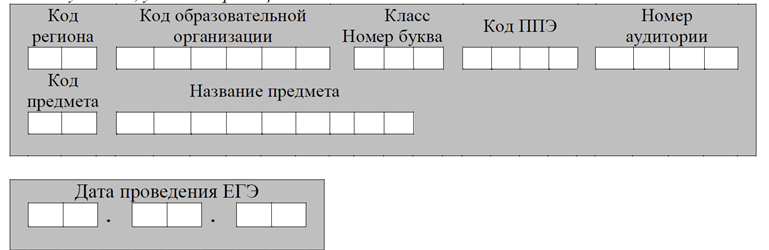 Код Код образовательной Класс Номер
региона организации Номер буква Код ППЭ аудитории
Код
предмета Название предмета
Дата проведения ЕГЭ
. .